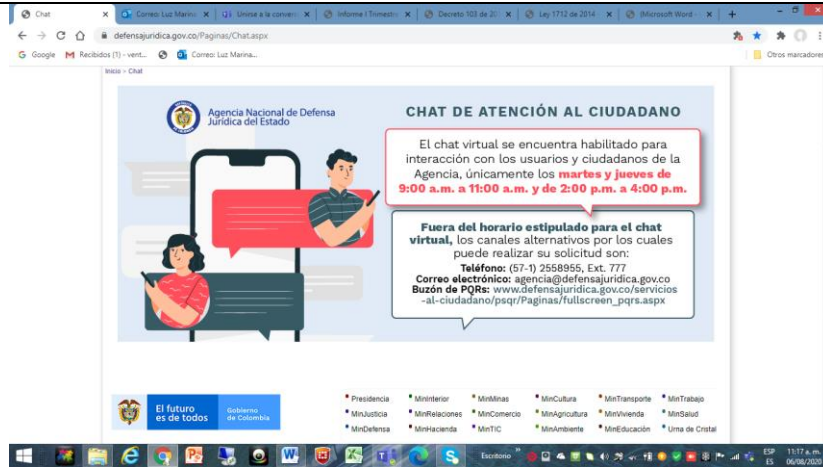 Chat
Correo: Luz Marina
Unirse a la convers
Informe I Trimestr
Decreto 103 de 20
Ley 1712 de 2014
(Microsoft Word -
defensajuridica.gov.co/Paginas/Chat.aspx
Google
Recibidos (1) - vent...
Correo: Luz Marina...
Otros marcadores
Inicio > Chat
Agencia Nacional de Defensa
Jurídica del Estado
CHAT DE ATENCIÓN AL CIUDADANO
El chat virtual se encuentra habilitado para
interacción con los usuarios y ciudadanos de la
Agencia, únicamente los martes y jueves de
9:00 a.m. a 11:00 a.m. y de 2:00 p.m. a 4:00 p.m.
Fuera del horario estipulado para el chat
virtual, los canales alternativos por los cuales
puede realizar su solicitud son:
Teléfono: (57-1) 2558955, Ext. 777
Correo electrónico: agencia@defensajuridica.gov.co
Buzón de PQRs: www.defensajuridica.gov.co/servicios
-al-ciudadano/psqr/Paginas/fullscreen_pqrs.aspx
El futuro
es de todos
Gobierno
de Colombia
Presidencia MinInterior MinMinas MinCultura MinTransporte MinTrabajo
MinJusticia MinRelaciones MinComercio MinAgricultura MinVivienda MinSalud
MinDefensa MinHacienda MinTIC MinAmbiente MinEducación Urna de Cristal
Escritorio
ESP
ES
11:17 a.m.
06/08/2020